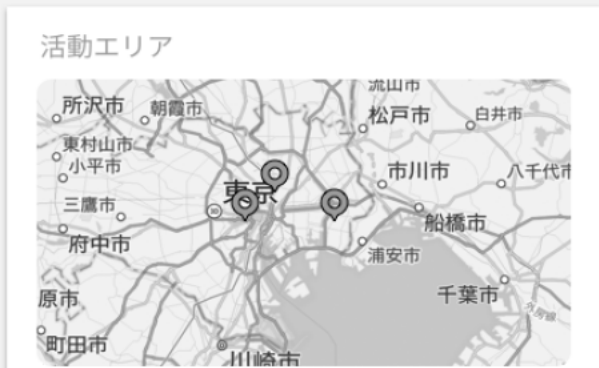 活動エリア
流山市
所沢市
朝霞市
松戸市
白井市
東村山市
小平市
市川市
八千代市
東京
三鷹市
船橋市
府中市
浦安市
千葉市
原市
外房線
町田市
川崎市